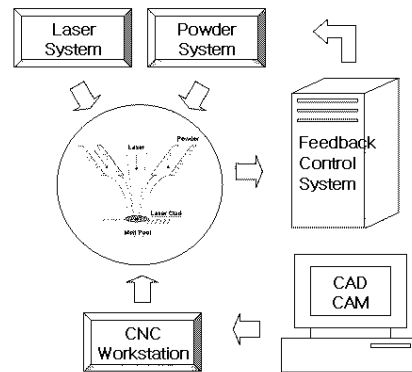 Laser
System
Powder
System
Laser
Powder
Laser Clad
Melt Pool
Feedback
Control
System
CNC
Workstation
CAD
CAM